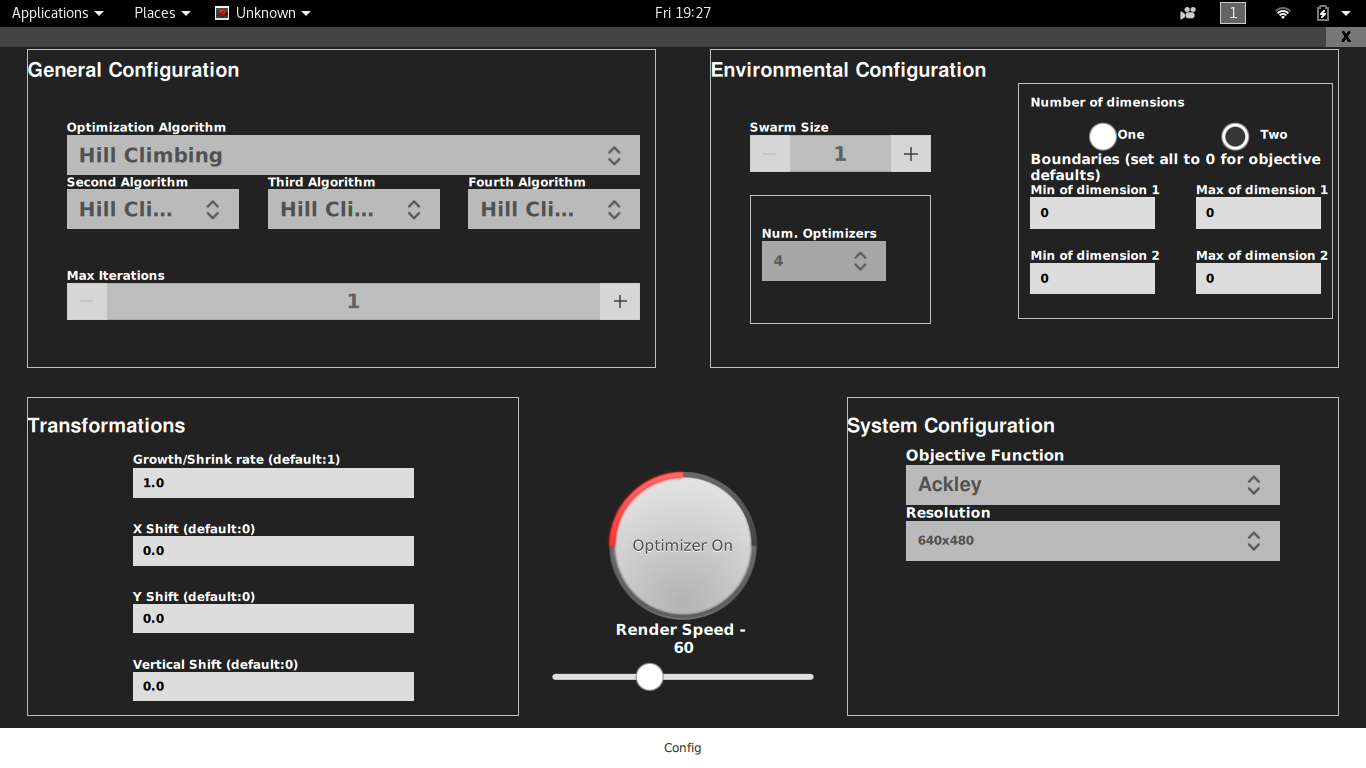 Applications Places Unknown Fri 19:27 1
x
General Configuration
Optimization Algorithm
Hill Climbing
Second Algorithm Third Algorithm Fourth Algorithm
Hill Cli... Hill Cli... Hill Cli...
Max Iterations
— 1 +
Environmental Configuration
Swarm Size
— 1 +
Num. Optimizers
4
Number of dimensions
One Two
Boundaries (set all to 0 for objective
defaults)
Min of dimension 1 Max of dimension 1
0 0
Min of dimension 2 Max of dimension 2
0 0
Transformations
Growth/Shrink rate (default:1)
1.0
X Shift (default:0)
0.0
Y Shift (default:0)
0.0
Vertical Shift (default:0)
0.0
Optimizer On
Render Speed -
60
System Configuration
Objective Function
Ackley
Resolution
640x480
Config